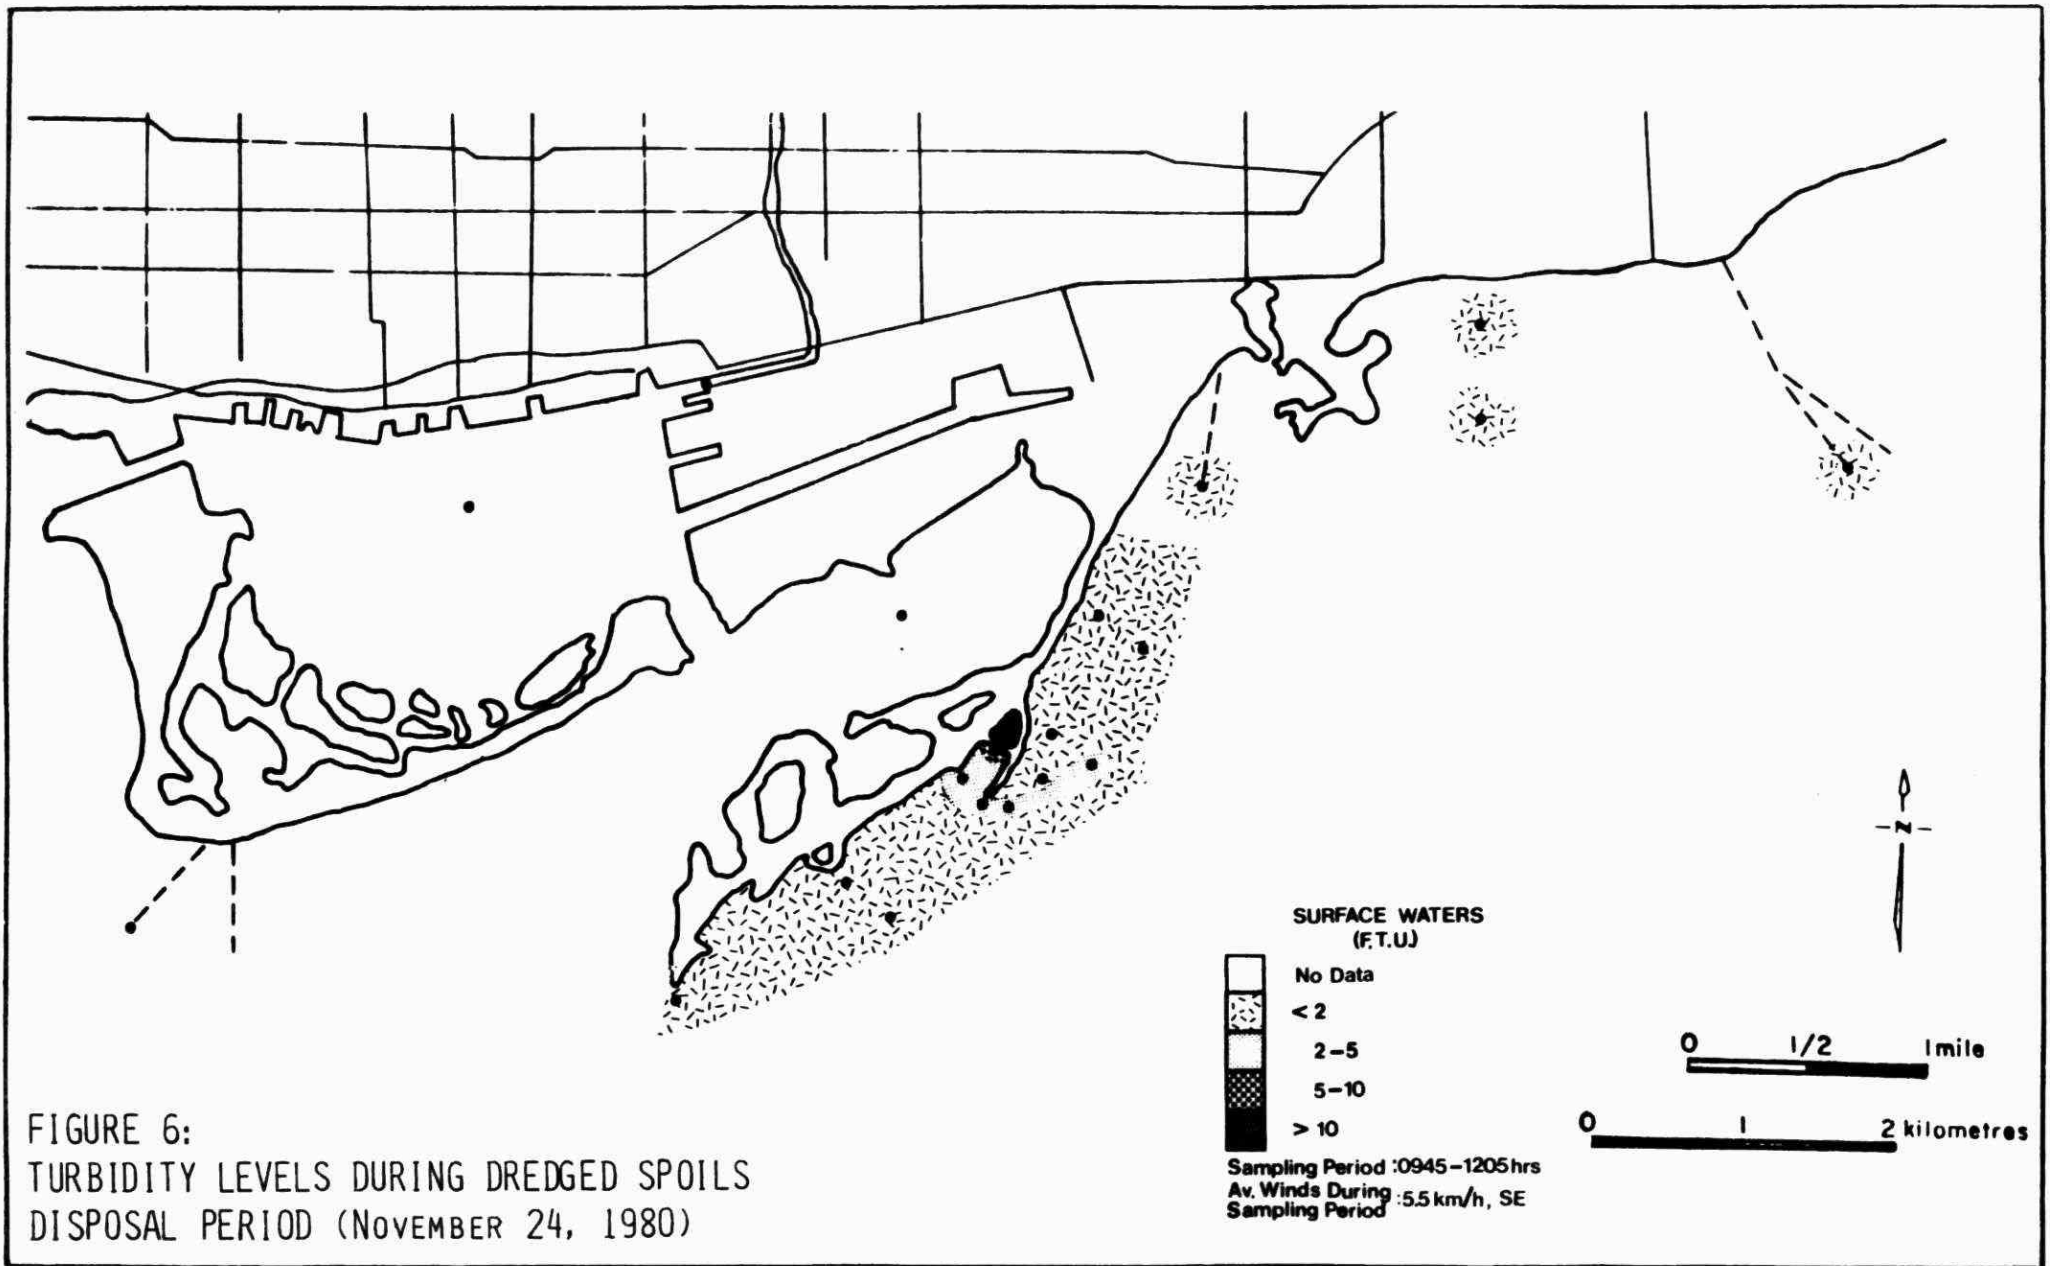 N
SURFACE WATERS
(F.T.U.)
No Data
< 2
2-5
5-10
> 10
Sampling Period :0945-1205hrs
Av. Winds During
Sampling Period :5.5 km/h, SE
0 1/2 1 mile
0 1 2 kilometres
FIGURE 6:
TURBIDITY LEVELS DURING DREDGED SPOILS
DISPOSAL PERIOD (NOVEMBER 24, 1980)